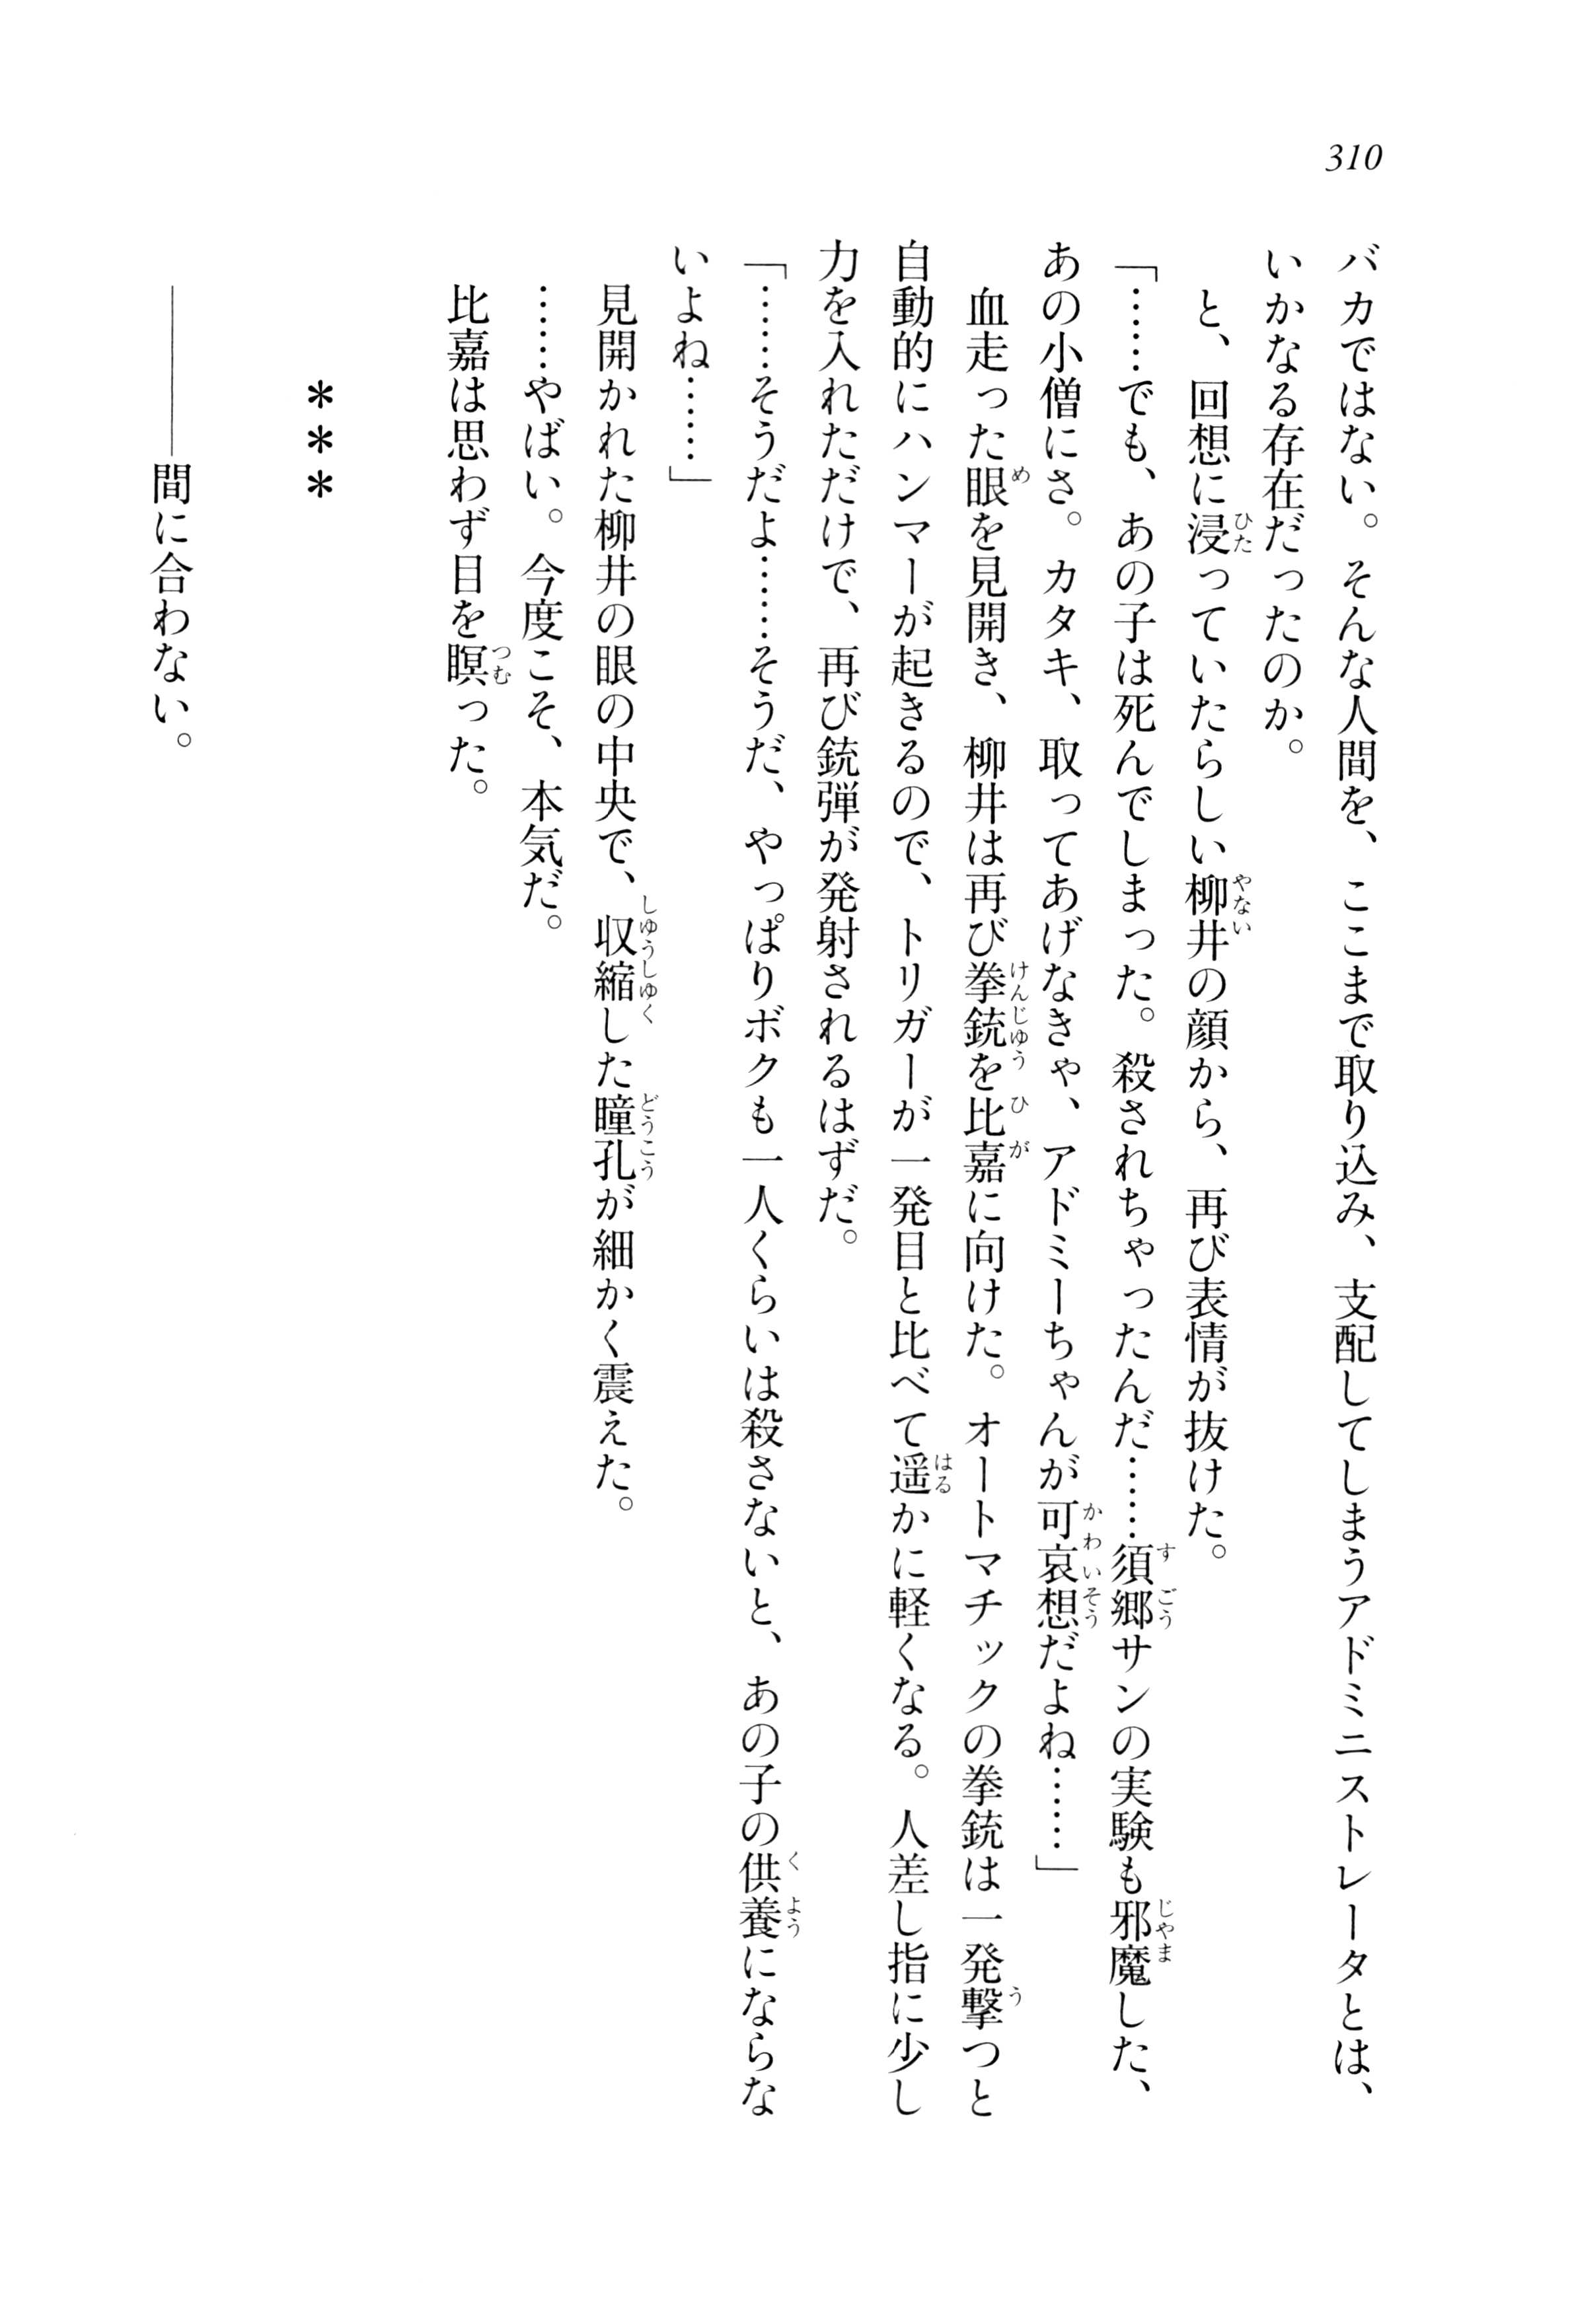 310
バカではない。そんな人間を、ここまで取り込み、支配してしまうアドミニストレータとは、
いかなる存在だったのか。
　と、回想に浸っていたらしい柳井の顔から、再び表情が抜けた。
「……でも、あの子は死んでしまった。殺されちゃったんだ……須郷サンの実験も邪魔した、
あの小僧にさ。カタキ、取ってあげなきゃ、アドミーちゃんが可哀想だよね……」
　血走った眼を見開き、柳井は再び拳銃を比嘉に向けた。オートマチックの拳銃は一発撃つと
自動的にハンマーが起きるので、トリガーが一発目と比べて遥かに軽くなる。人差し指に少し
力を入れただけで、再び銃弾が発射されるはずだ。
「……そうだよ……そうだ、やっぱりボクも一人くらいは殺さないと、あの子の供養にならな
いよね……」
　見開かれた柳井の眼の中央で、収縮した瞳孔が細かく震えた。
　……やばい。今度こそ、本気だ。
　比嘉は思わず目を瞑った。
＊＊＊
　――――間に合わない。